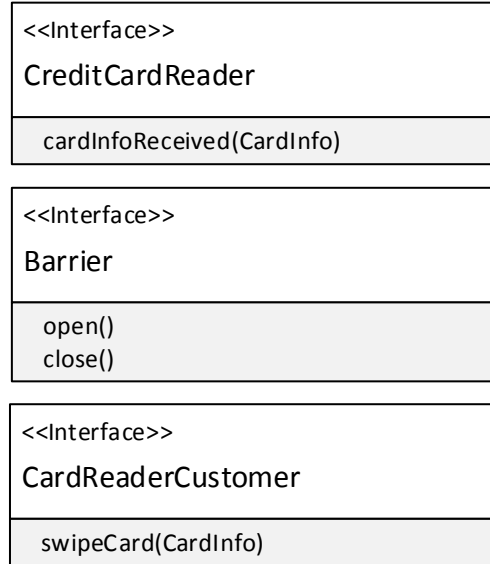 <<Interface>>
CreditCardReader
cardInfoReceived(CardInfo)
<<Interface>>
Barrier
open()
close()
<<Interface>>
CardReaderCustomer
swipeCard(CardInfo)